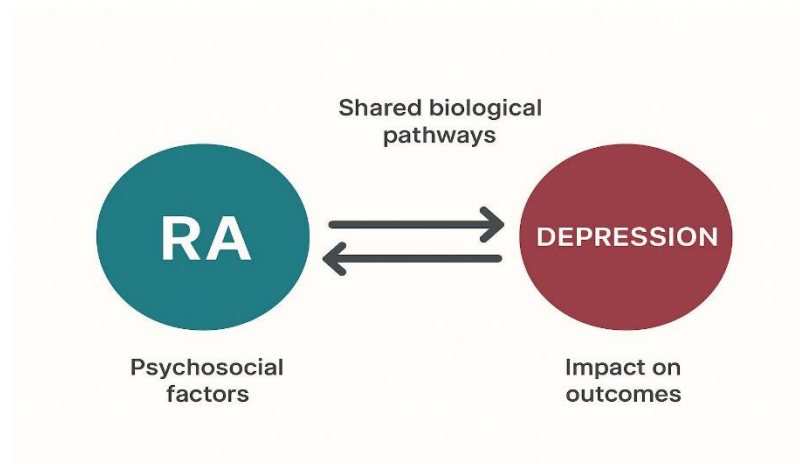 Shared biological
pathways
RA
DEPRESSION
Psychosocial
factors
Impact on
outcomes